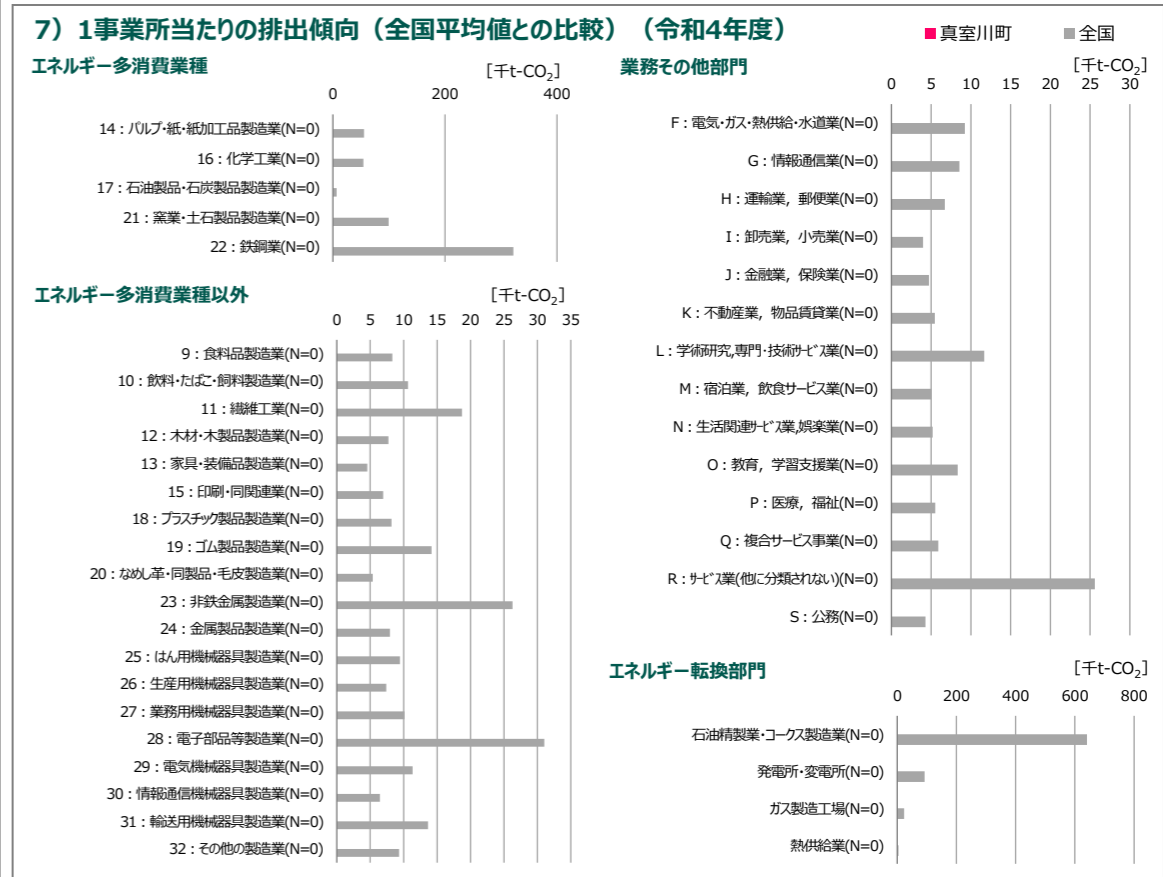 7）1事業所当たりの排出傾向（全国平均値との比較）（令和4年度）
■真室川町 ■全国
エネルギー多消費業種
[千t-CO₂]
0 200 400
14：パルプ・紙・紙加工品製造業(N=0)
16：化学工業(N=0)
17：石油製品・石炭製品製造業(N=0)
21：窯業・土石製品製造業(N=0)
22：鉄鋼業(N=0)
エネルギー多消費業種以外
[千t-CO₂]
0 5 10 15 20 25 30 35
9：食料品製造業(N=0)
10：飲料・たばこ・飼料製造業(N=0)
11：繊維工業(N=0)
12：木材・木製品製造業(N=0)
13：家具・装備品製造業(N=0)
15：印刷・同関連業(N=0)
18：プラスチック製品製造業(N=0)
19：ゴム製品製造業(N=0)
20：なめし革・同製品・毛皮製造業(N=0)
23：非鉄金属製造業(N=0)
24：金属製品製造業(N=0)
25：はん用機械器具製造業(N=0)
26：生産用機械器具製造業(N=0)
27：業務用機械器具製造業(N=0)
28：電子部品等製造業(N=0)
29：電気機械器具製造業(N=0)
30：情報通信機械器具製造業(N=0)
31：輸送用機械器具製造業(N=0)
32：その他の製造業(N=0)
業務その他部門
[千t-CO₂]
0 5 10 15 20 25 30
F：電気・ガス・熱供給・水道業(N=0)
G：情報通信業(N=0)
H：運輸業，郵便業(N=0)
I：卸売業，小売業(N=0)
J：金融業，保険業(N=0)
K：不動産業，物品賃貸業(N=0)
L：学術研究,専門・技術サービス業(N=0)
M：宿泊業，飲食サービス業(N=0)
N：生活関連サービス業,娯楽業(N=0)
O：教育，学習支援業(N=0)
P：医療，福祉(N=0)
Q：複合サービス事業(N=0)
R：サービス業(他に分類されない)(N=0)
S：公務(N=0)
エネルギー転換部門
[千t-CO₂]
0 200 400 600 800
石油精製業・コークス製造業(N=0)
発電所・変電所(N=0)
ガス製造工場(N=0)
熱供給業(N=0)